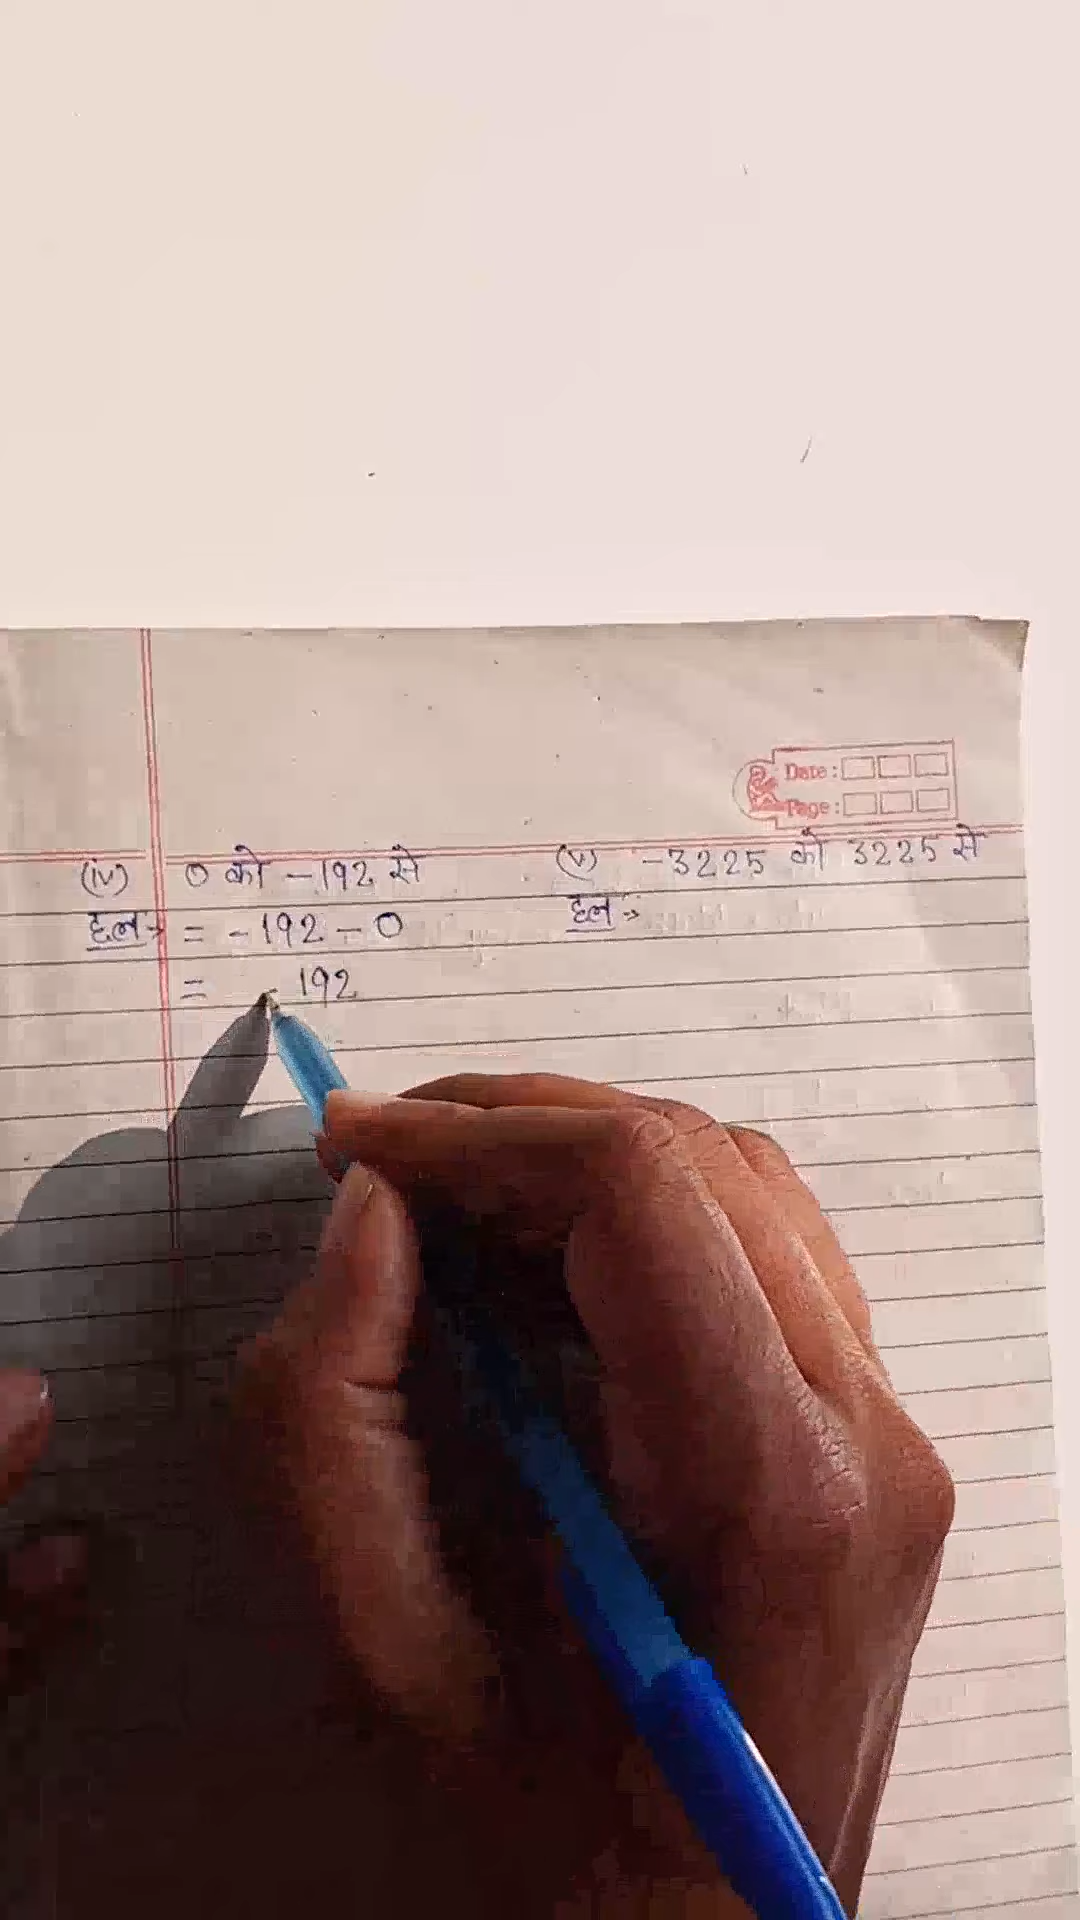 Date :
Page :
(iv) 0 को -192 से (v) -3225 को 3225 से
हल → = -192 - 0 हल →
= - 192